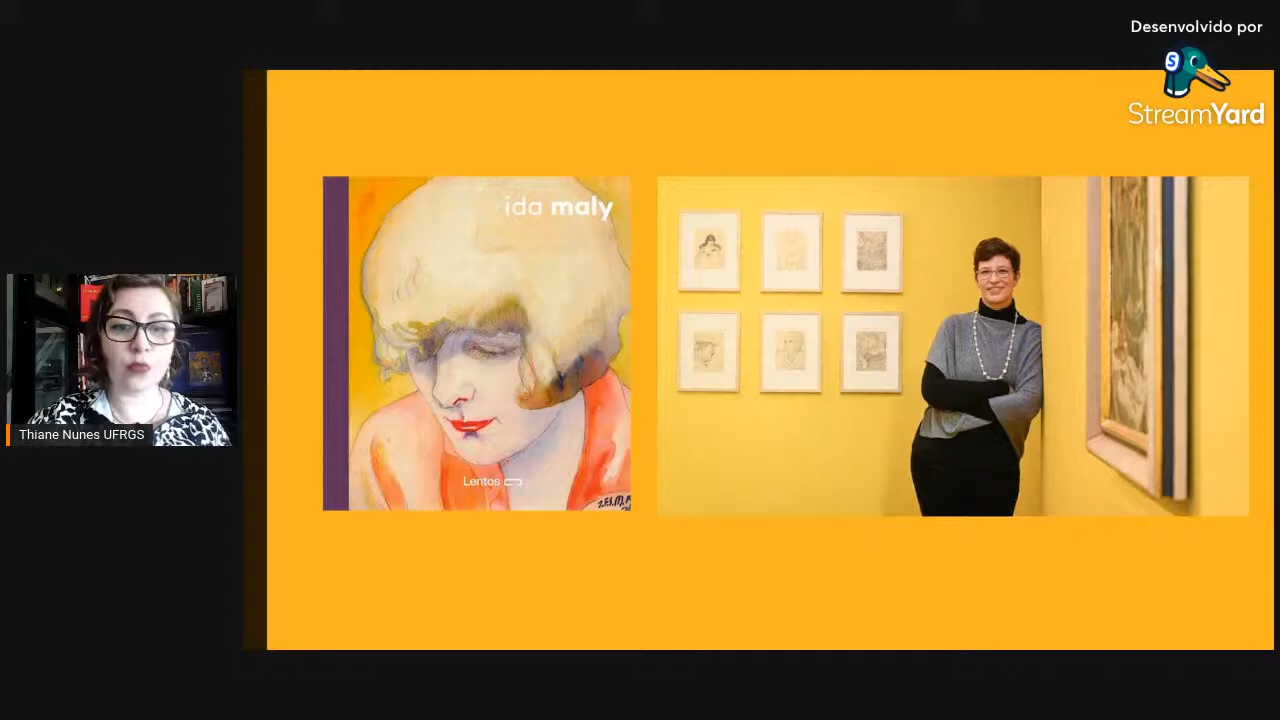 Desenvolvido por
StreamYard
ida maly
Lentos
Thiane Nunes UFRGS